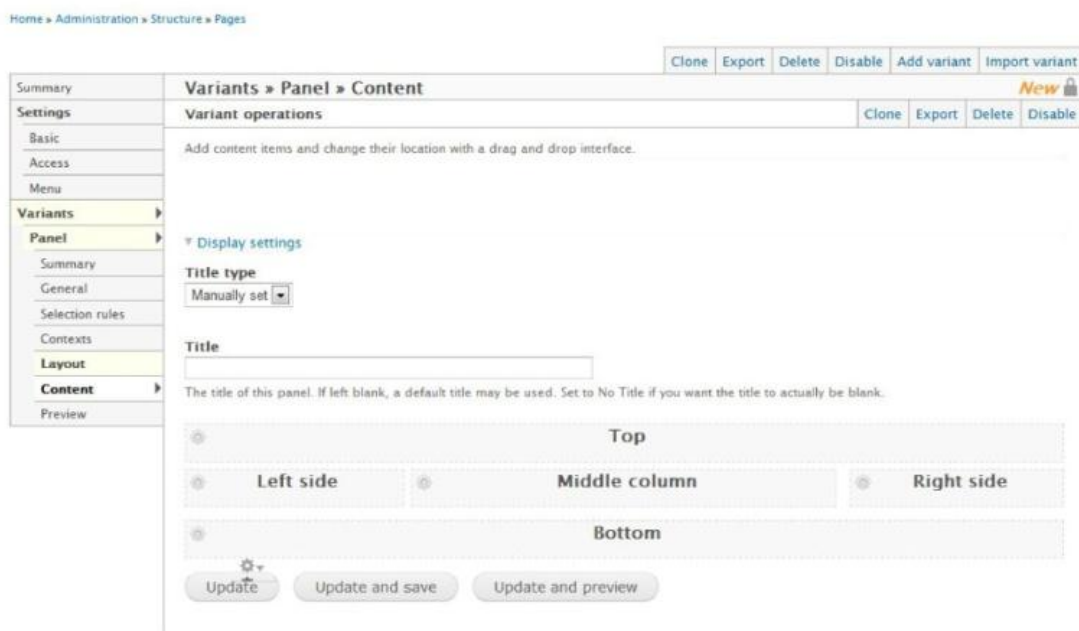 Home » Administration » Structure » Pages
Clone Export Delete Disable Add variant Import variant
Summary
Settings
Basic
Access
Menu
Variants
Panel
Summary
General
Selection rules
Contexts
Layout
Content
Preview
Variants » Panel » Content
New
Variant operations
Clone Export Delete Disable
Add content items and change their location with a drag and drop interface.
Display settings
Title type
Manually set
Title
The title of this panel. If left blank, a default title may be used. Set to No Title if you want the title to actually be blank.
Top
Left side
Middle column
Right side
Bottom
Update
Update and save
Update and preview